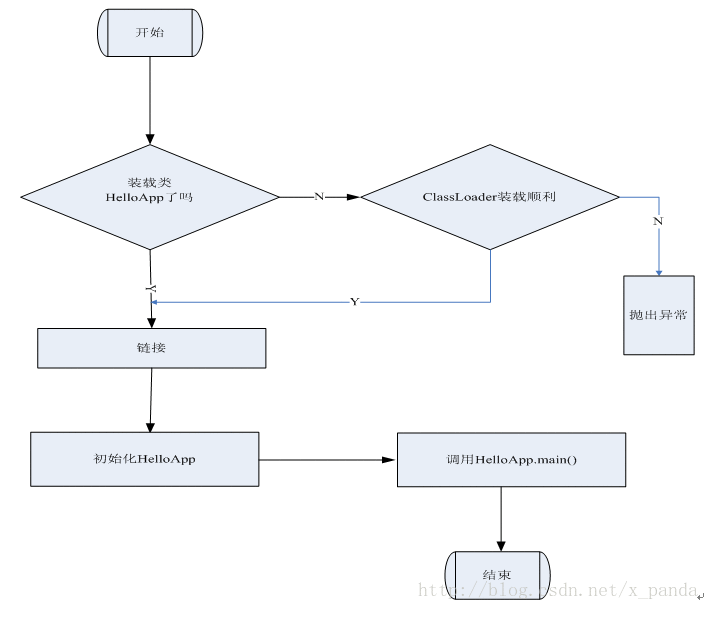 开始
装载类
HelloApp了吗
N
ClassLoader装载顺利
N
Y
Y
抛出异常
链接
初始化HelloApp
调用HelloApp.main()
结束
http://blog.csdn.net/x_panda